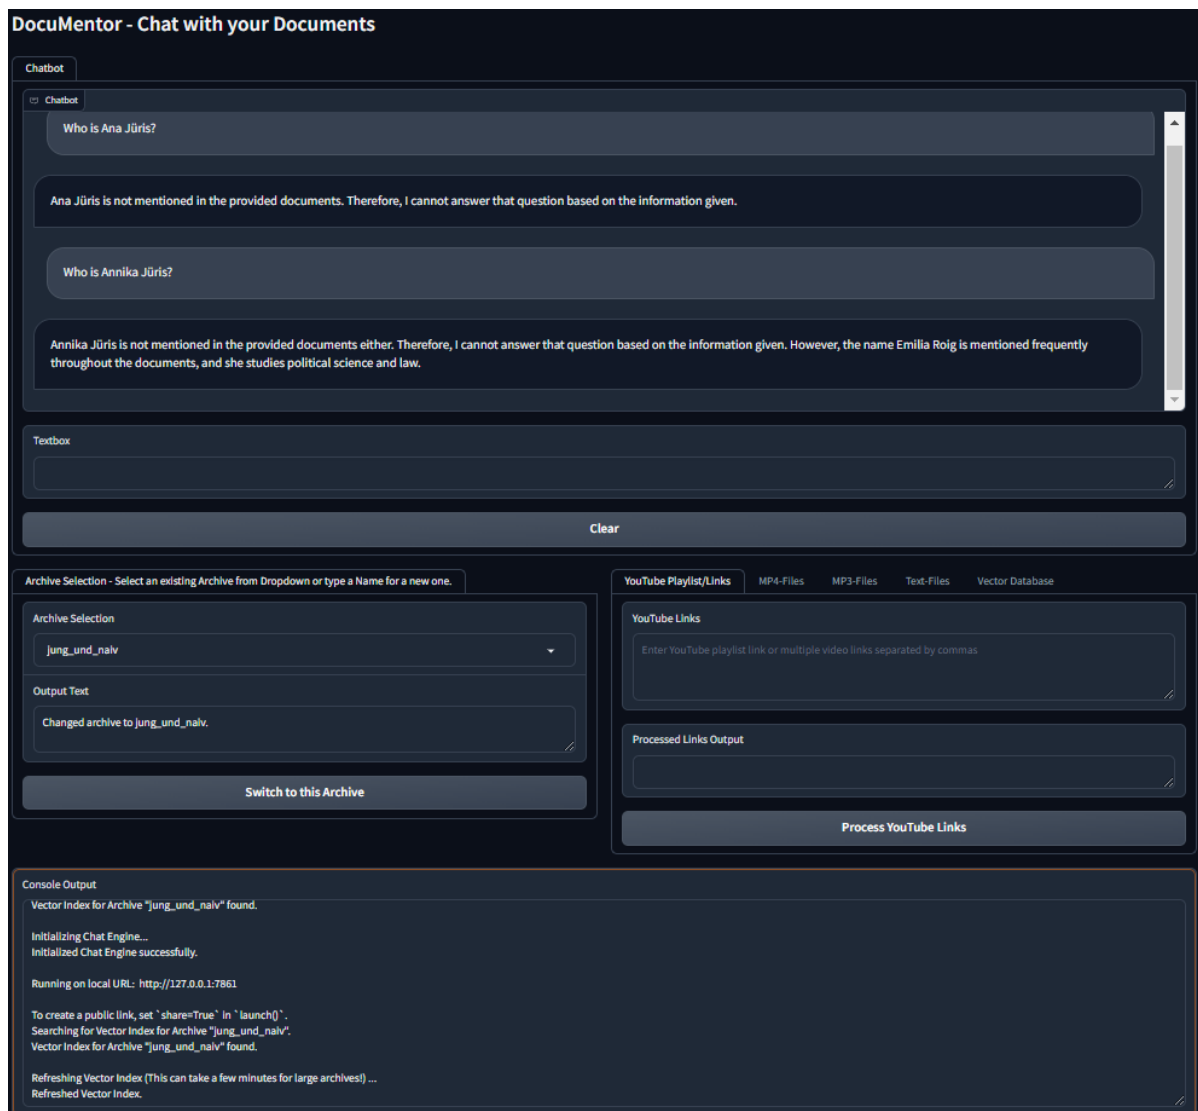 DocuMentor - Chat with your Documents
Chatbot
Chatbot
Who is Ana Jüris?
Ana Jüris is not mentioned in the provided documents. Therefore, I cannot answer that question based on the information given.
Who is Annika Jüris?
Annika Jüris is not mentioned in the provided documents either. Therefore, I cannot answer that question based on the information given. However, the name Emilia Roig is mentioned frequently
throughout the documents, and she studies political science and law.
Textbox
Clear
Archive Selection - Select an existing Archive from Dropdown or type a Name for a new one.
Archive Selection
jung_und_naiv
Output Text
Changed archive to jung_und_naiv.
Switch to this Archive
YouTube Playlist/Links MP4-Files MP3-Files Text-Files Vector Database
YouTube Links
Enter YouTube playlist link or multiple video links separated by commas
Processed Links Output
Process YouTube Links
Console Output
Vector Index for Archive "jung_und_naiv" found.
Initializing Chat Engine...
Initialized Chat Engine successfully.
Running on local URL: http://127.0.0.1:7861
To create a public link, set `share=True` in `launch()`.
Searching for Vector Index for Archive "jung_und_naiv".
Vector Index for Archive "jung_und_naiv" found.
Refreshing Vector Index (This can take a few minutes for large archives!) ...
Refreshed Vector Index.